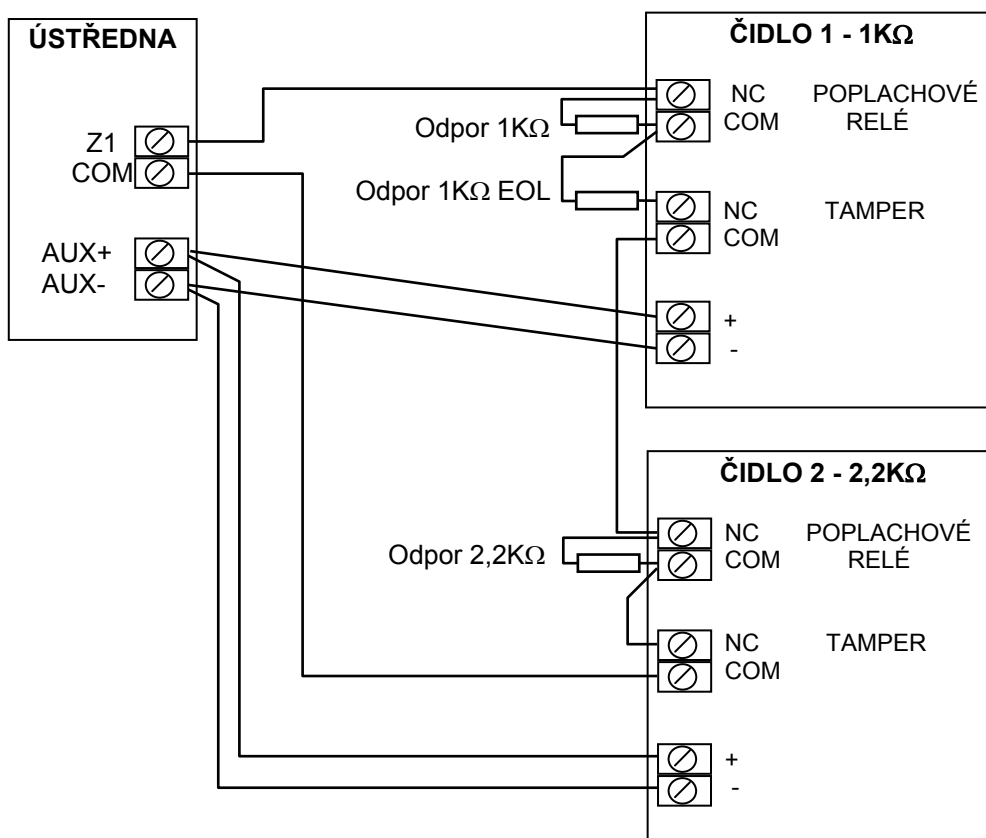 ÚSTŘEDNA
Z1
COM
AUX+
AUX-
ČIDLO 1 - 1KΩ
NC POPLACHOVÉ
COM RELÉ
Odpor 1KΩ
Odpor 1KΩ EOL
NC TAMPER
COM
+
-
ČIDLO 2 - 2,2KΩ
NC POPLACHOVÉ
COM RELÉ
Odpor 2,2KΩ
NC TAMPER
COM
+
-